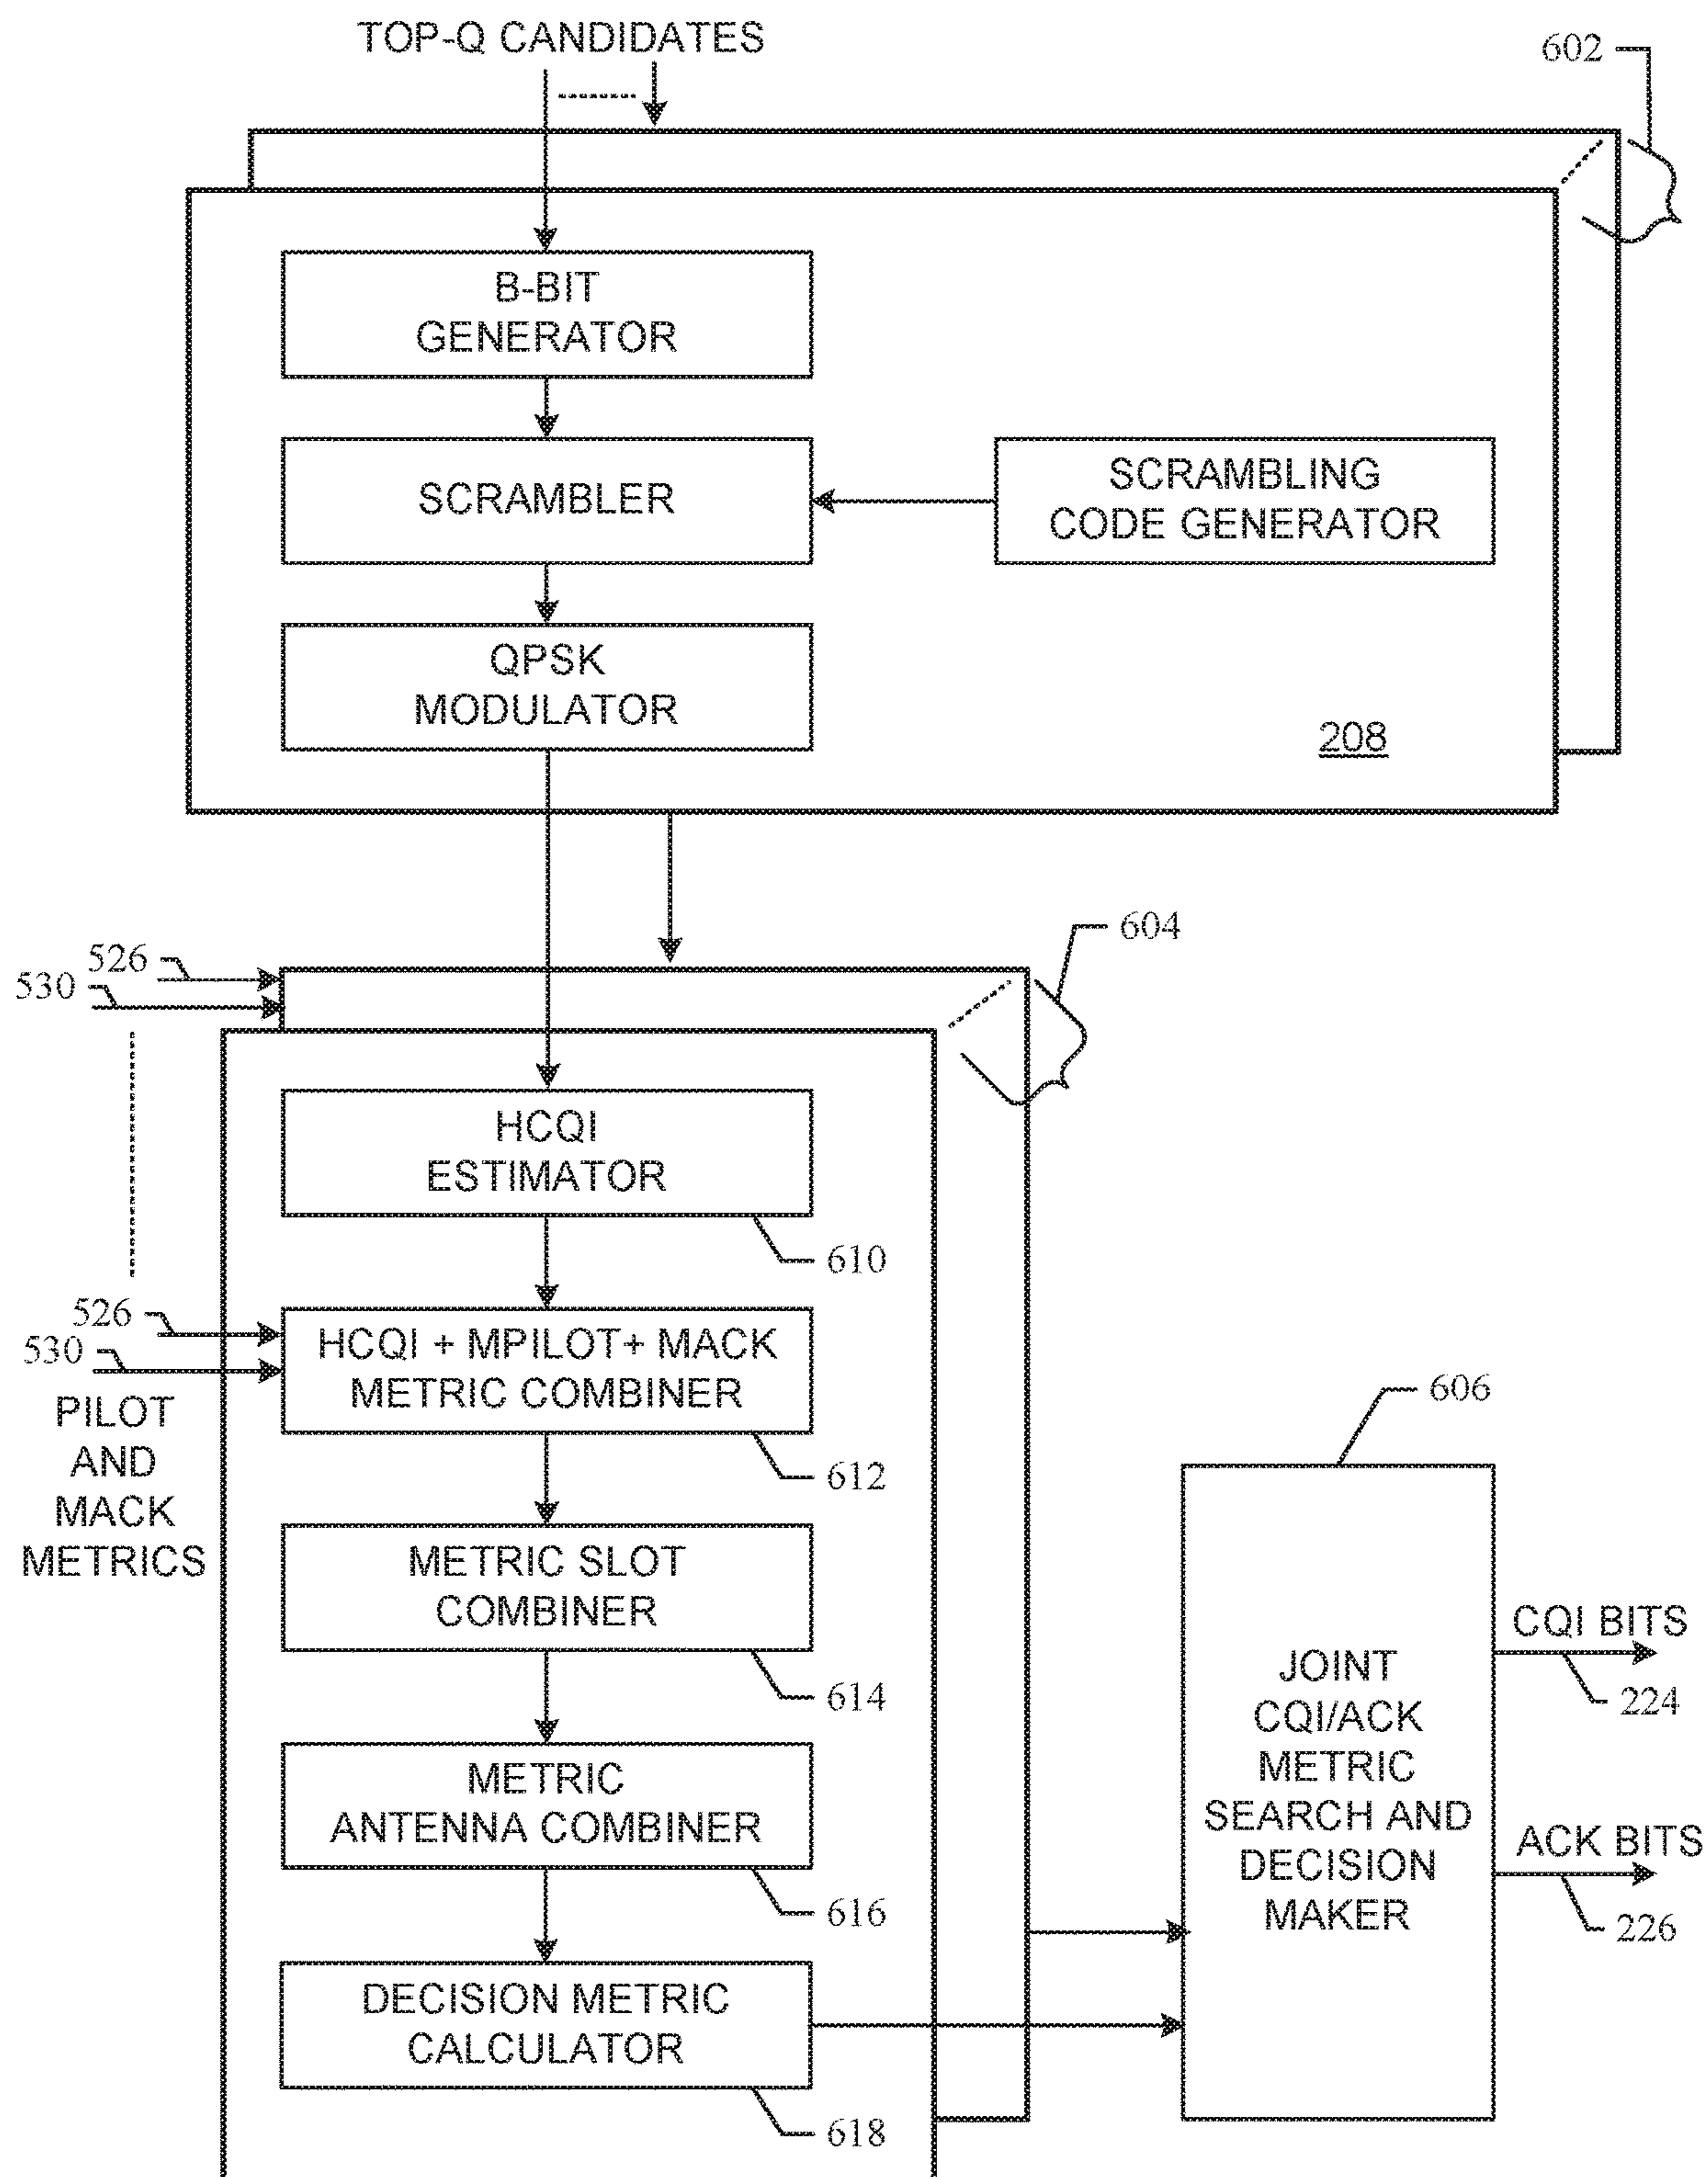 TOP-Q CANDIDATES
602
B-BIT
GENERATOR
SCRAMBLER
SCRAMBLING
CODE GENERATOR
QPSK
MODULATOR
208
604
526
530
HCQI
ESTIMATOR
610
526
530
HCQI + MPILOT+ MACK
METRIC COMBINER
612
PILOT
AND
MACK
METRICS
606
METRIC SLOT
COMBINER
614
METRIC
ANTENNA COMBINER
616
DECISION METRIC
CALCULATOR
618
JOINT
CQI/ACK
METRIC
SEARCH AND
DECISION
MAKER
CQI BITS
224
ACK BITS
226